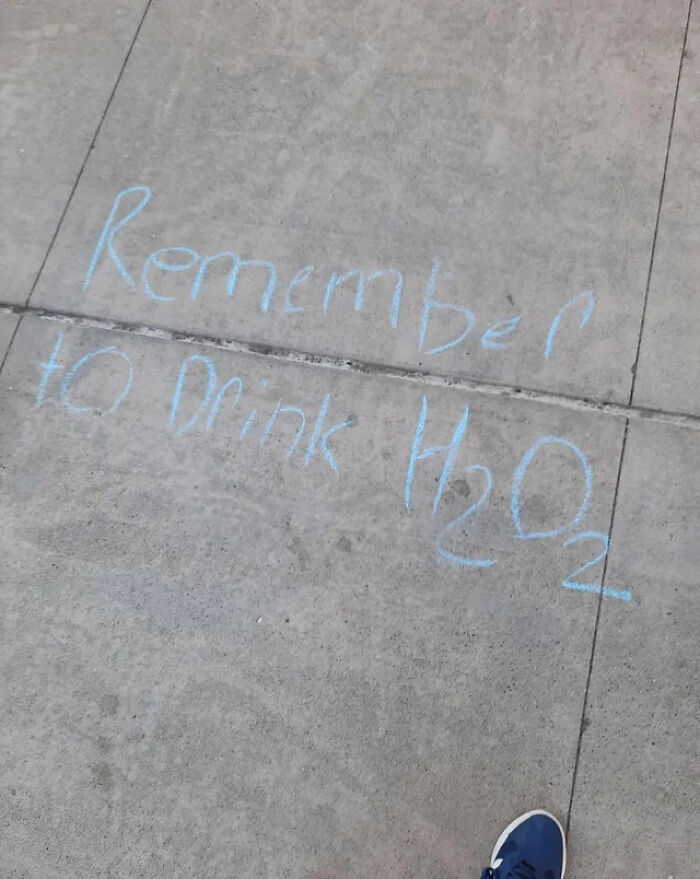 Remember
to Drink H₂O₂